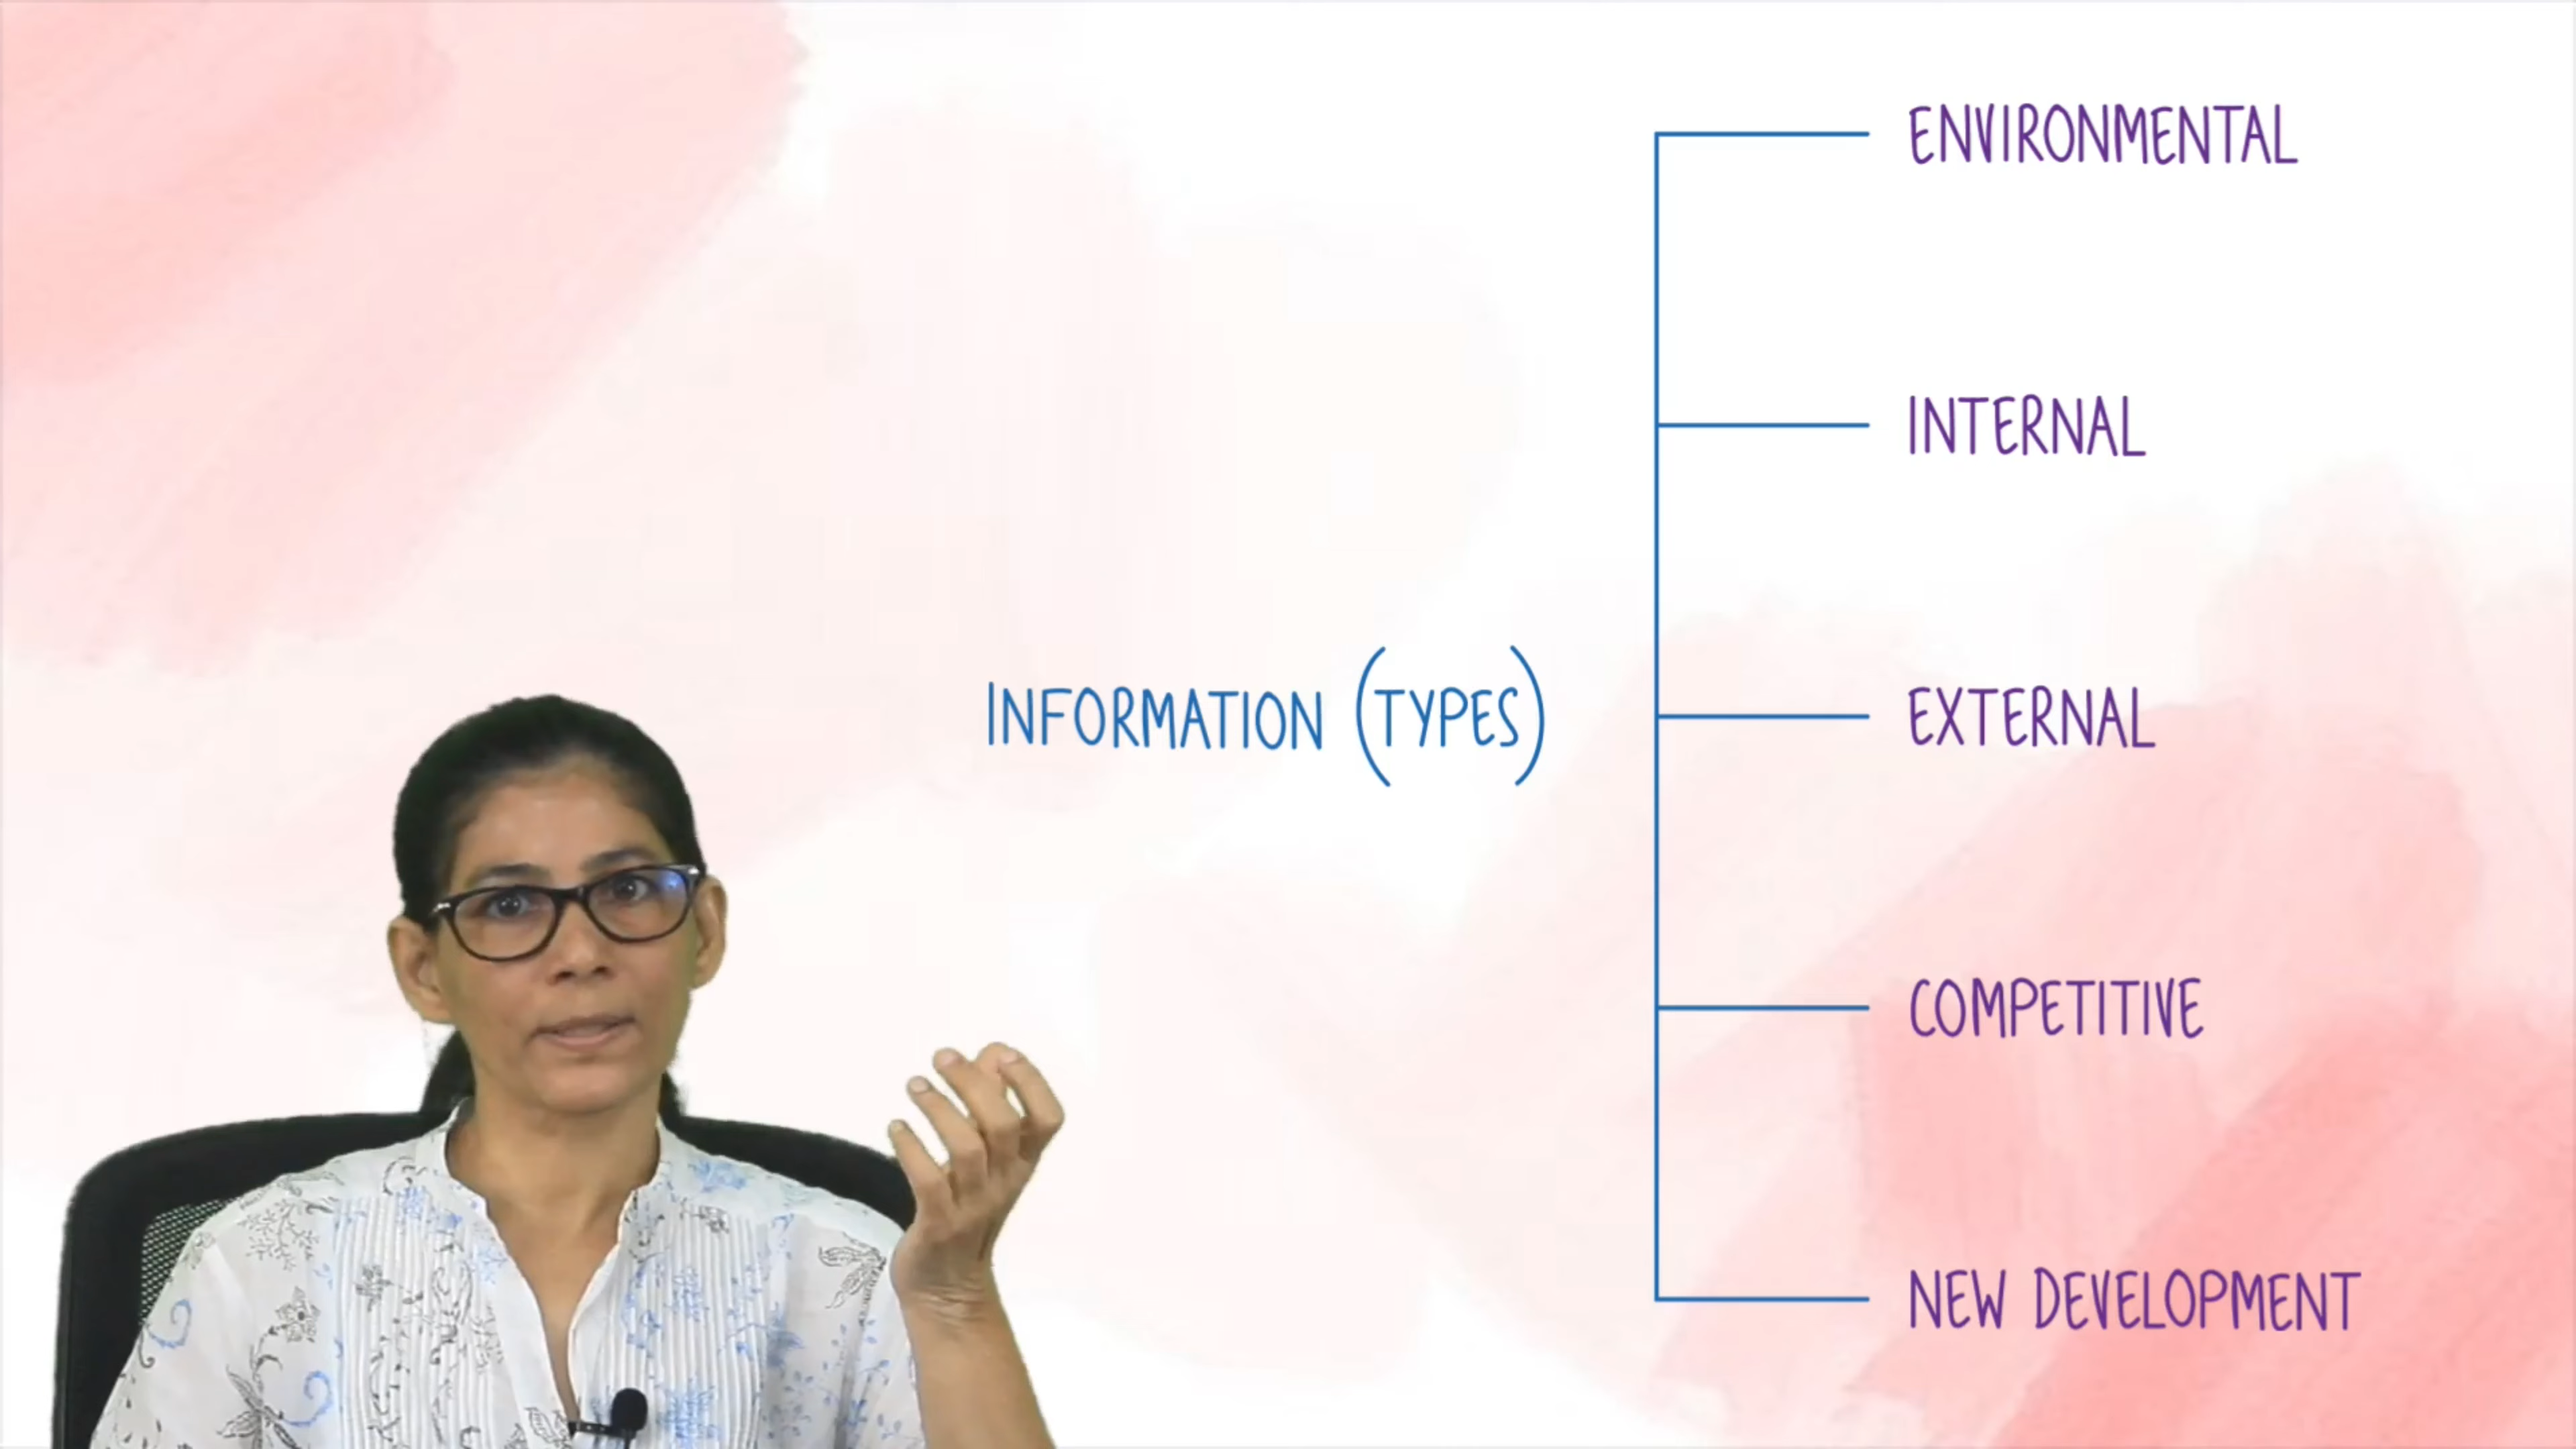 ENVIRONMENTAL
INTERNAL
INFORMATION (TYPES)
EXTERNAL
COMPETITIVE
NEW DEVELOPMENT